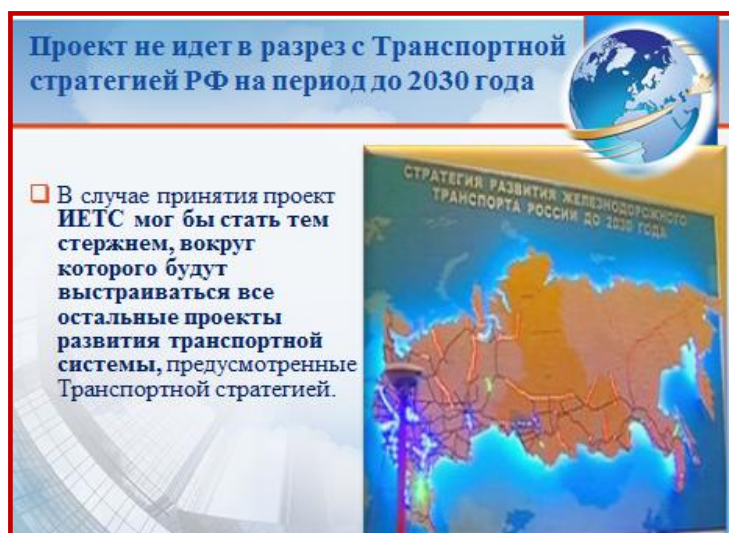 Проект не идет в разрез с Транспортной
стратегией РФ на период до 2030 года
В случае принятия проект
ИЕТС мог бы стать тем
стержнем, вокруг
которого будут
выстраиваться все
остальные проекты
развития транспортной
системы, предусмотренные
Транспортной стратегией.
СТРАТЕГИЯ РАЗВИТИЯ ЖЕЛЕЗНОДОРОЖНОГО
ТРАНСПОРТА РОССИИ ДО 2030 ГОДА